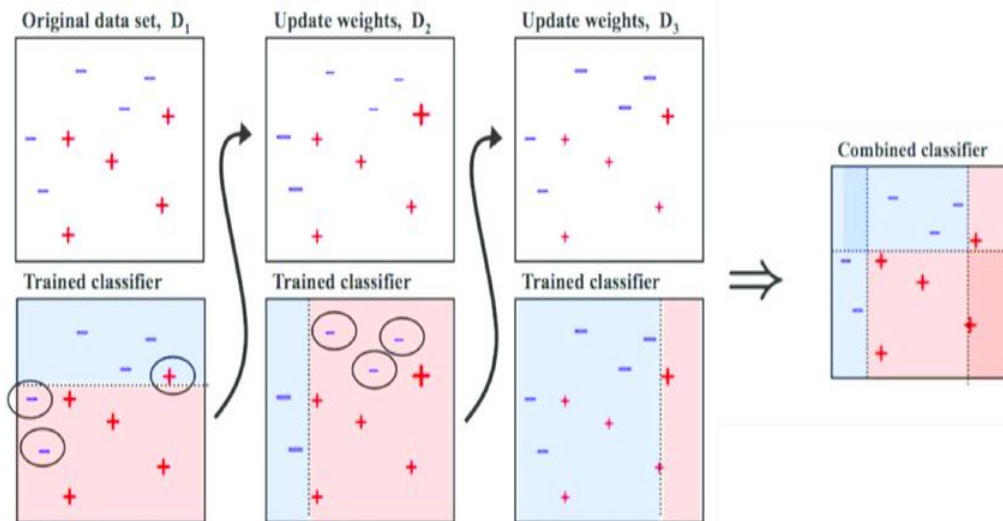 Original data set, D₁
Update weights, D₂
Update weights, D₃
Combined classifier
Trained classifier
Trained classifier
Trained classifier